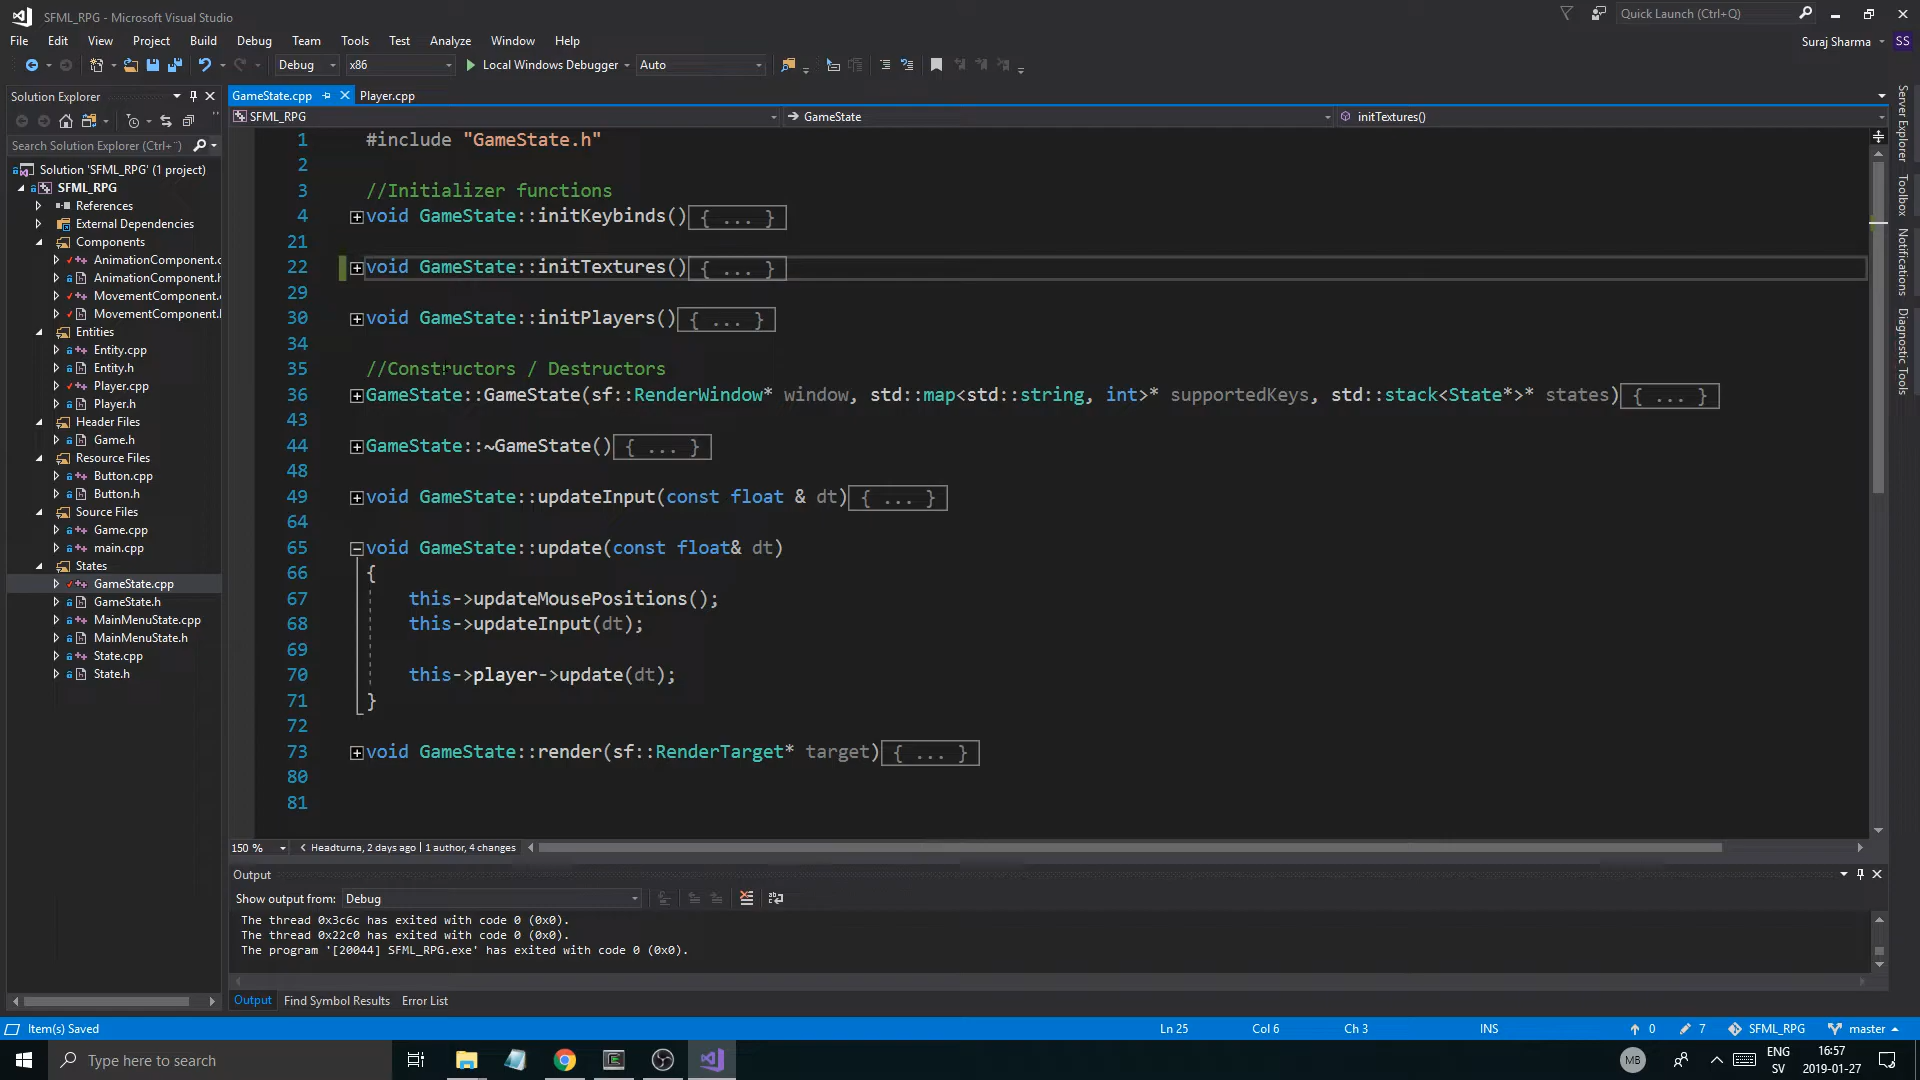 SFML_RPG - Microsoft Visual Studio
Quick Launch (Ctrl+Q)
File Edit View Project Build Debug Team Tools Test Analyze Window Help
Suraj Sharma SS
Debug x86 Local Windows Debugger Auto
Solution Explorer
GameState.cpp Player.cpp
SFML_RPG GameState initTextures()
Search Solution Explorer (Ctrl+¨)
Solution 'SFML_RPG' (1 project)
SFML_RPG
References
External Dependencies
Components
AnimationComponent.c
AnimationComponent.h
MovementComponent.
MovementComponent.h
Entities
Entity.cpp
Entity.h
Player.cpp
Player.h
Header Files
Game.h
Resource Files
Button.cpp
Button.h
Source Files
Game.cpp
main.cpp
States
GameState.cpp
GameState.h
MainMenuState.cpp
MainMenuState.h
State.cpp
State.h
1 #include "GameState.h"
2
3 //Initializer functions
4 void GameState::initKeybinds(){ ... }
21
22 void GameState::initTextures(){ ... }
29
30 void GameState::initPlayers(){ ... }
34
35 //Constructors / Destructors
36 GameState::GameState(sf::RenderWindow* window, std::map<std::string, int>* supportedKeys, std::stack<State*>* states){ ... }
43
44 GameState::~GameState(){ ... }
48
49 void GameState::updateInput(const float & dt){ ... }
64
65 void GameState::update(const float& dt)
66 {
67 this->updateMousePositions();
68 this->updateInput(dt);
69
70 this->player->update(dt);
71 }
72
73 void GameState::render(sf::RenderTarget* target){ ... }
80
81
Server Explorer
Toolbox
Notifications
Diagnostic Tools
150 % Headturna, 2 days ago | 1 author, 4 changes
Output
Show output from: Debug
The thread 0x3c6c has exited with code 0 (0x0).
The thread 0x22c0 has exited with code 0 (0x0).
The program '[20044] SFML_RPG.exe' has exited with code 0 (0x0).
Output Find Symbol Results Error List
Item(s) Saved Ln 25 Col 6 Ch 3 INS 0 7 SFML_RPG master
Type here to search
MB
ENG
SV
16:57
2019-01-27